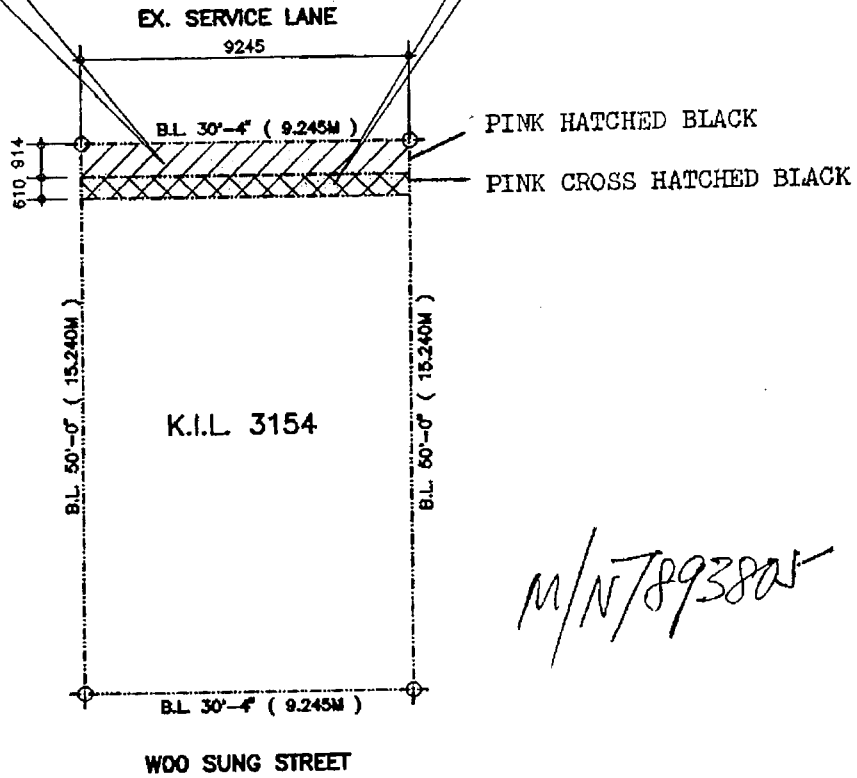 EX. SERVICE LANE
9245
B.L. 30'-4" ( 9.245M )
PINK HATCHED BLACK
914
610
PINK CROSS HATCHED BLACK
B.L. 50'-0" ( 15.240M )
B.L. 50'-0" ( 15.240M )
K.I.L. 3154
M/N7893805
B.L. 30'-4" ( 9.245M )
WOO SUNG STREET